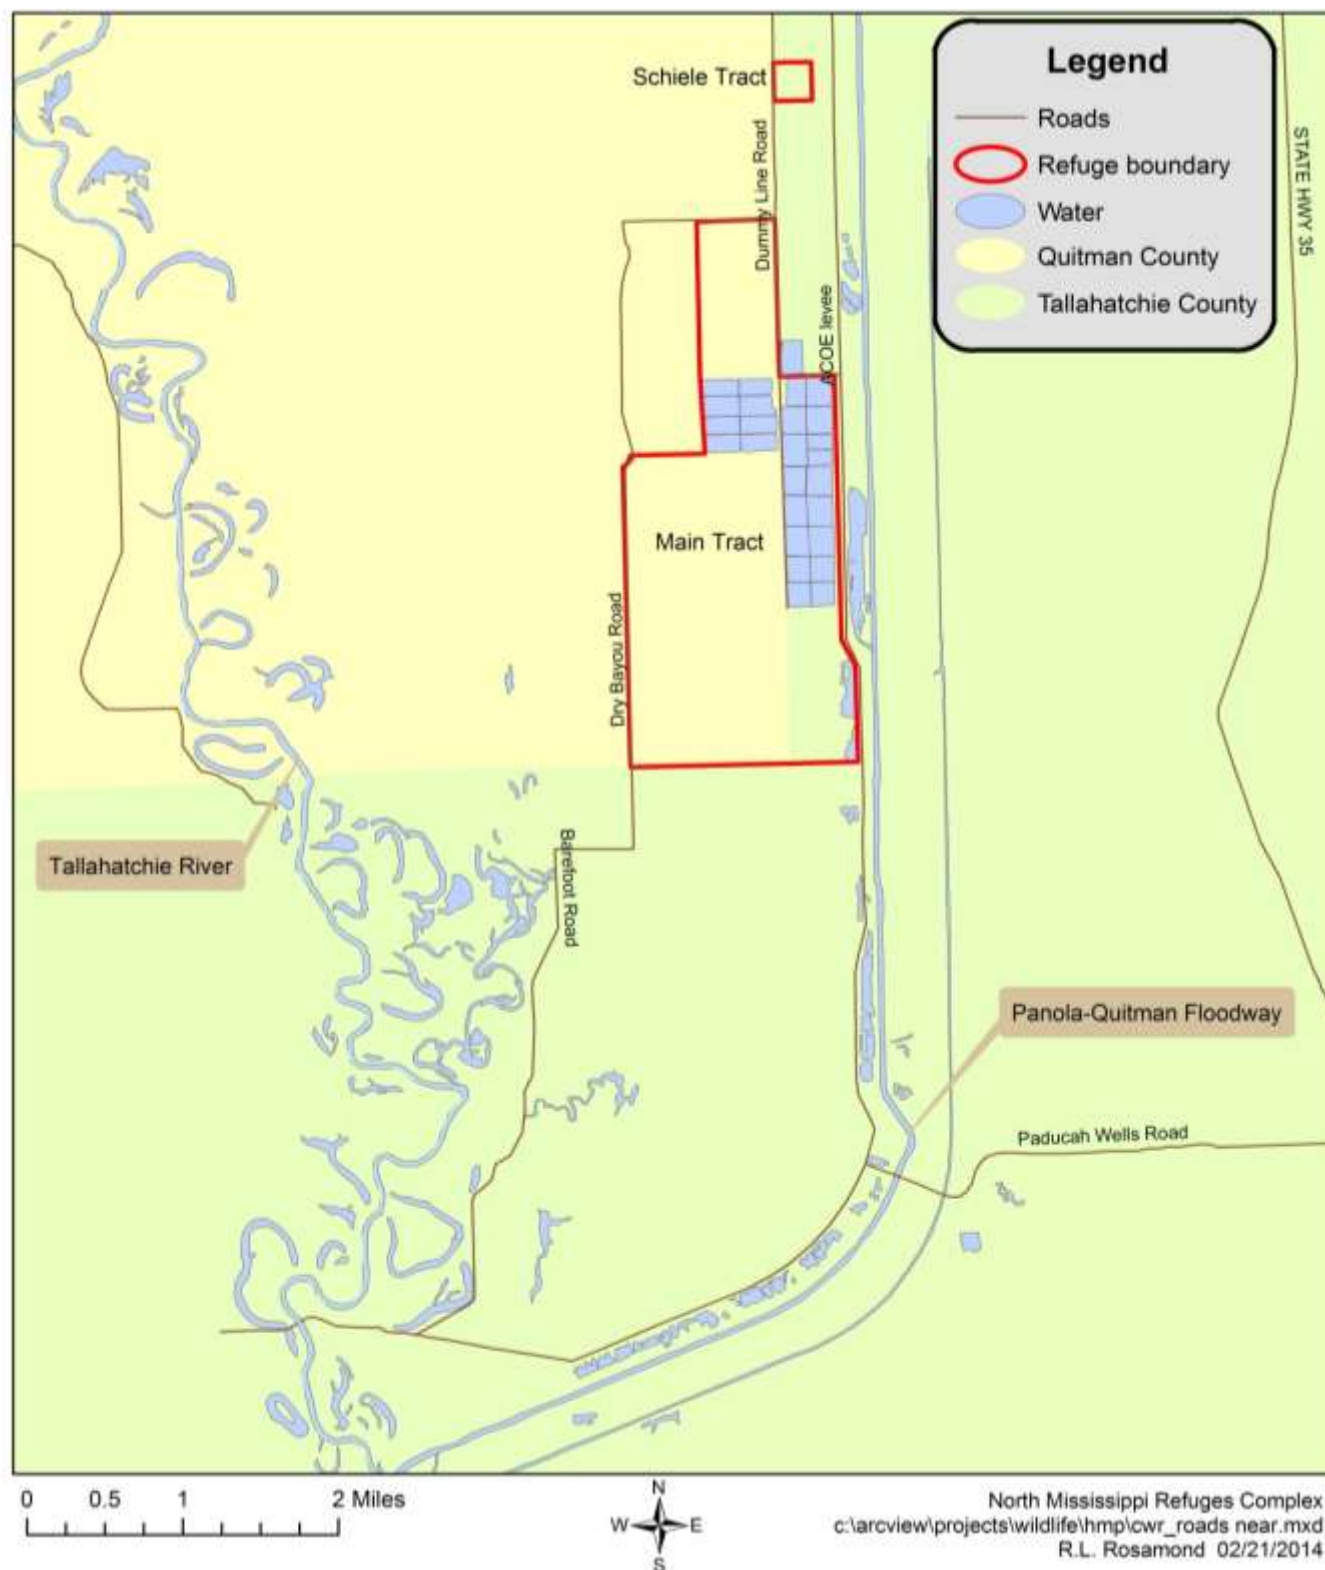 Legend
Roads
Refuge boundary
Water
Quitman County
Tallahatchie County
Schiele Tract
Dummy Line Road
STATE HWY 35
ACOE levee
Main Tract
Dry Bayou Road
Tallahatchie River
Barefoot Road
Panola-Quitman Floodway
Paducah Wells Road
0 0.5 1 2 Miles
N
W E
S
North Mississippi Refuges Complex
c:\arcview\projects\wildlife\hmp\cwr_roads near.mxd
R.L. Rosamond 02/21/2014